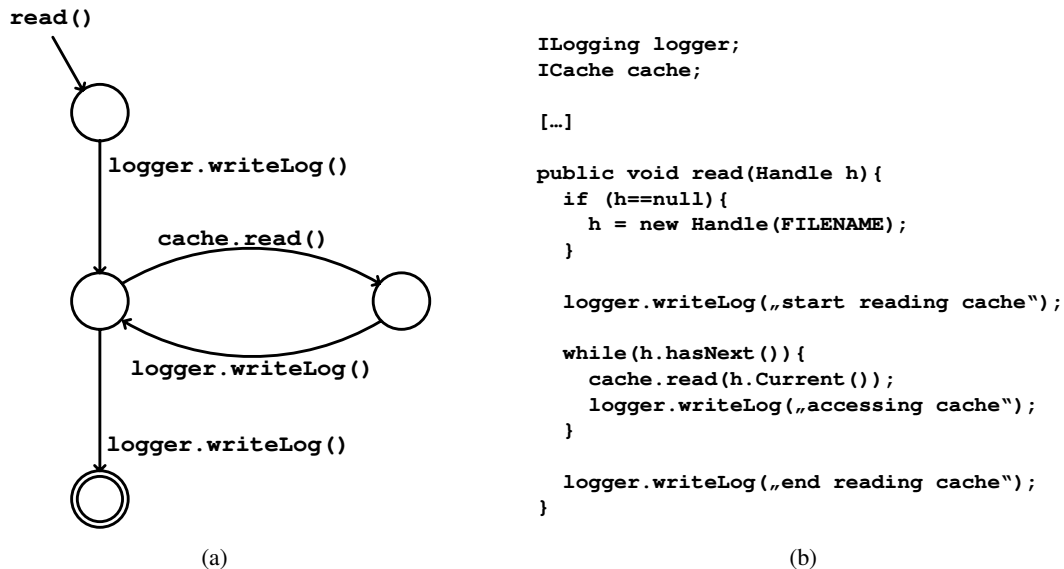 read()
logger.writeLog()
cache.read()
logger.writeLog()
logger.writeLog()
(a)
ILogging logger;
ICache cache;
[…]
public void read(Handle h){
if (h==null){
h = new Handle(FILENAME);
}
logger.writeLog(„start reading cache“);
while(h.hasNext()){
cache.read(h.Current());
logger.writeLog(„accessing cache“);
}
logger.writeLog(„end reading cache“);
}
(b)